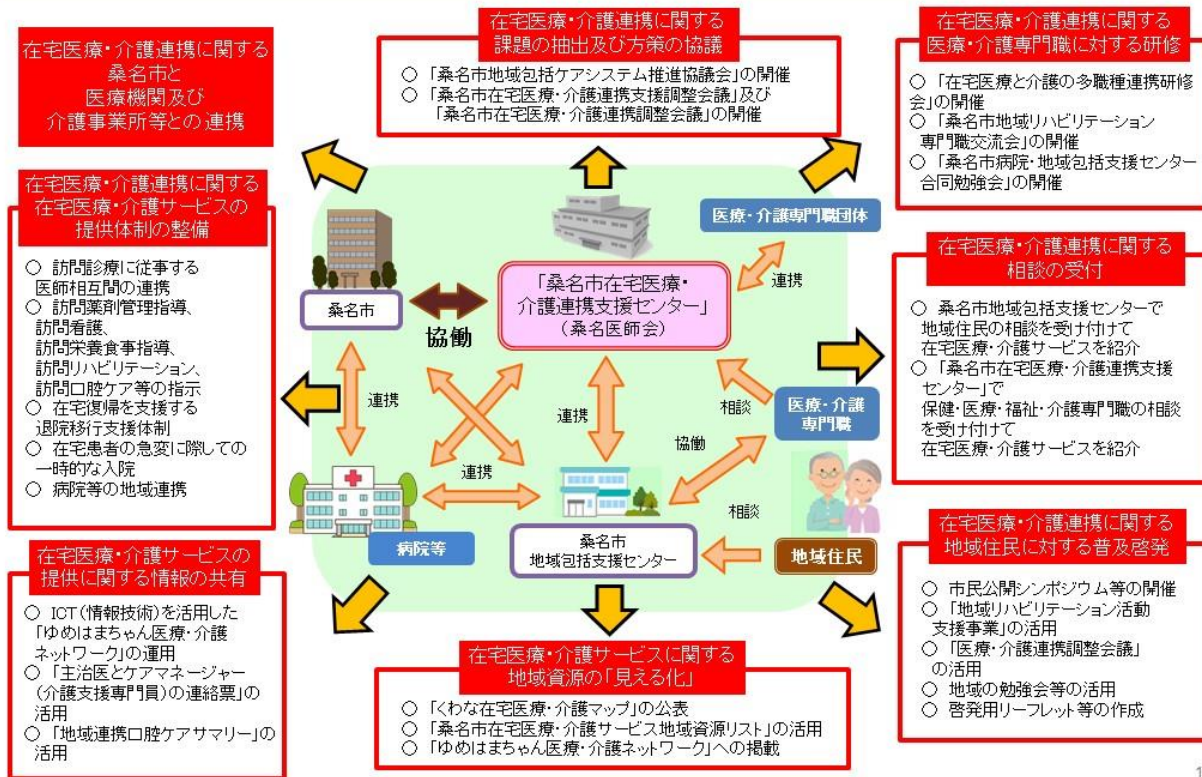 在宅医療・介護連携に関する
桑名市と
医療機関及び
介護事業所等との連携
在宅医療・介護連携に関する
課題の抽出及び方策の協議
○ 「桑名市地域包括ケアシステム推進協議会」の開催
○ 「桑名市在宅医療・介護連携支援調整会議」及び
「桑名市在宅医療・介護連携調整会議」の開催
在宅医療・介護連携に関する
医療・介護専門職に対する研修
○ 「在宅医療と介護の多職種連携研修
会」の開催
○ 「桑名市地域リハビリテーション
専門職交流会」の開催
○ 「桑名市病院・地域包括支援センター
合同勉強会」の開催
在宅医療・介護連携に関する
在宅医療・介護サービスの
提供体制の整備
○ 訪問診療に従事する
医師相互間の連携
○ 訪問薬剤管理指導、
訪問看護、
訪問栄養食事指導、
訪問リハビリテーション、
訪問口腔ケア等の指示
○ 在宅復帰を支援する
退院移行支援体制
○ 在宅患者の急変に際しての
一時的な入院
○ 病院等の地域連携
医療・介護専門職団体
連携
桑名市
協働
「桑名市在宅医療・
介護連携支援センター」
(桑名医師会)
連携
連携
相談
医療・介護
専門職
協働
連携
相談
病院等
桑名市
地域包括支援センター
地域住民
在宅医療・介護連携に関する
相談の受付
○ 桑名市地域包括支援センターで
地域住民の相談を受け付けて
在宅医療・介護サービスを紹介
○ 「桑名市在宅医療・介護連携支援
センター」で
保健・医療・福祉・介護専門職の相談
を受け付けて
在宅医療・介護サービスを紹介
在宅医療・介護サービスの
提供に関する情報の共有
○ ICT(情報技術)を活用した
「ゆめはまちゃん医療・介護
ネットワーク」の運用
○ 「主治医とケアマネージャー
(介護支援専門員)の連絡票」の
活用
○ 「地域連携口腔ケアサマリー」の
活用
在宅医療・介護サービスに関する
地域資源の「見える化」
○ 「くわな在宅医療・介護マップ」の公表
○ 「桑名市在宅医療・介護サービス地域資源リスト」の活用
○ 「ゆめはまちゃん医療・介護ネットワーク」への掲載
在宅医療・介護連携に関する
地域住民に対する普及啓発
○ 市民公開シンポジウム等の開催
○ 「地域リハビリテーション活動
支援事業」の活用
○ 「医療・介護連携調整会議」
の活用
○ 地域の勉強会等の活用
○ 啓発用リーフレット等の作成
1